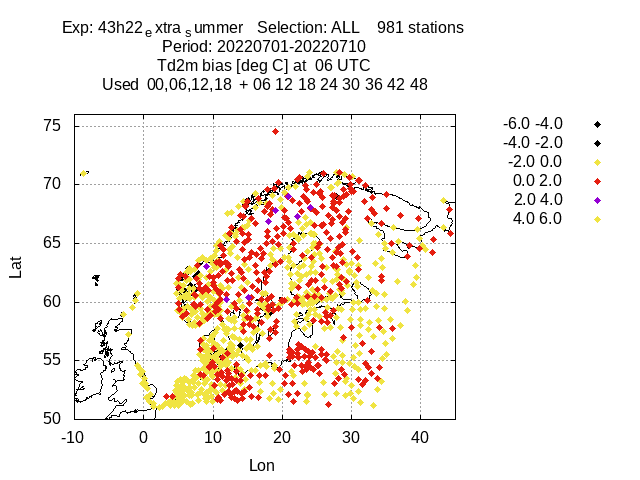 Exp: 43h22extrasummer Selection: ALL 981 stations
Period: 20220701-20220710
Td2m bias [deg C] at 06 UTC
Used 00,06,12,18 + 06 12 18 24 30 36 42 48
-6.0 -4.0
-4.0 -2.0
-2.0 0.0
0.0 2.0
2.0 4.0
4.0 6.0
75
70
65
60
55
50
Lat
-10 0 10 20 30 40
Lon